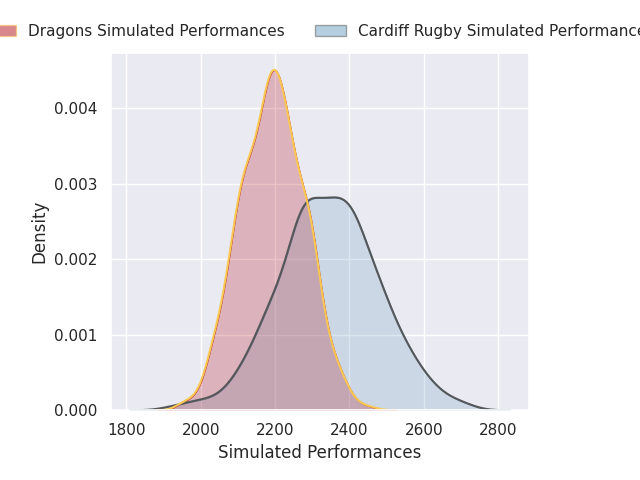 Dragons Simulated Performances
Cardiff Rugby Simulated Performance
0.004
0.003
0.002
0.001
0.000
Density
1800 2000 2200 2400 2600 2800
Simulated Performances